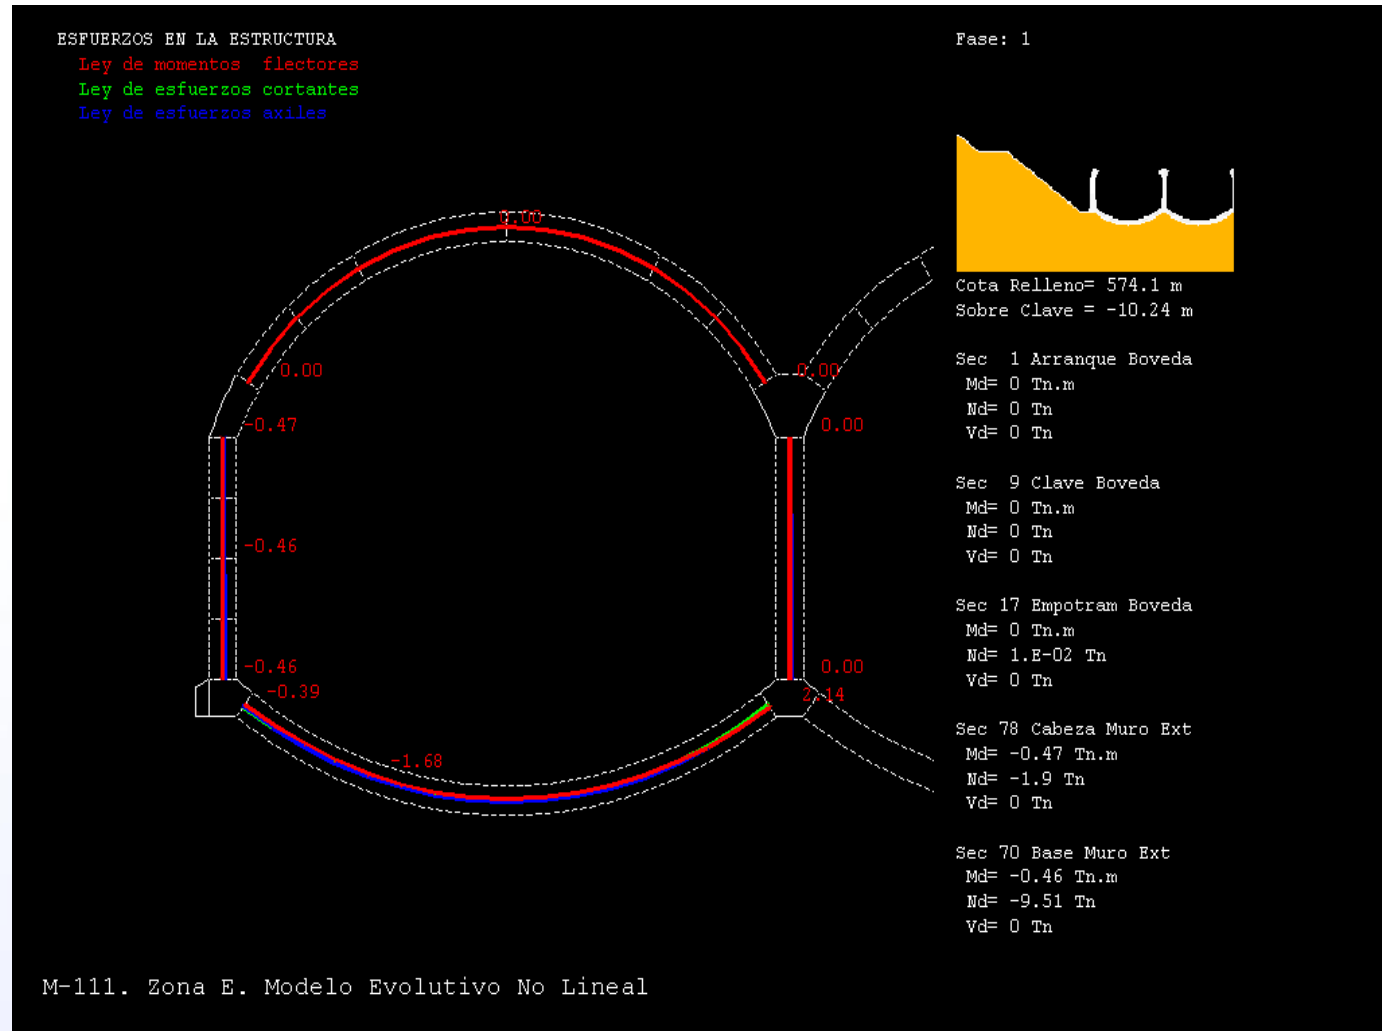 ESFUERZOS EN LA ESTRUCTURA
Ley de momentos flectores
Ley de esfuerzos cortantes
Ley de esfuerzos axiles
Fase: 1
0.00
0.00
0.00
-0.47
0.00
-0.46
-0.46
0.00
-0.39
2.14
-1.68
Cota Relleno= 574.1 m
Sobre Clave = -10.24 m
Sec 1 Arranque Boveda
Md= 0 Tn.m
Nd= 0 Tn
Vd= 0 Tn
Sec 9 Clave Boveda
Md= 0 Tn.m
Nd= 0 Tn
Vd= 0 Tn
Sec 17 Empotram Boveda
Md= 0 Tn.m
Nd= 1.E-02 Tn
Vd= 0 Tn
Sec 78 Cabeza Muro Ext
Md= -0.47 Tn.m
Nd= -1.9 Tn
Vd= 0 Tn
Sec 70 Base Muro Ext
Md= -0.46 Tn.m
Nd= -9.51 Tn
Vd= 0 Tn
M-111. Zona E. Modelo Evolutivo No Lineal